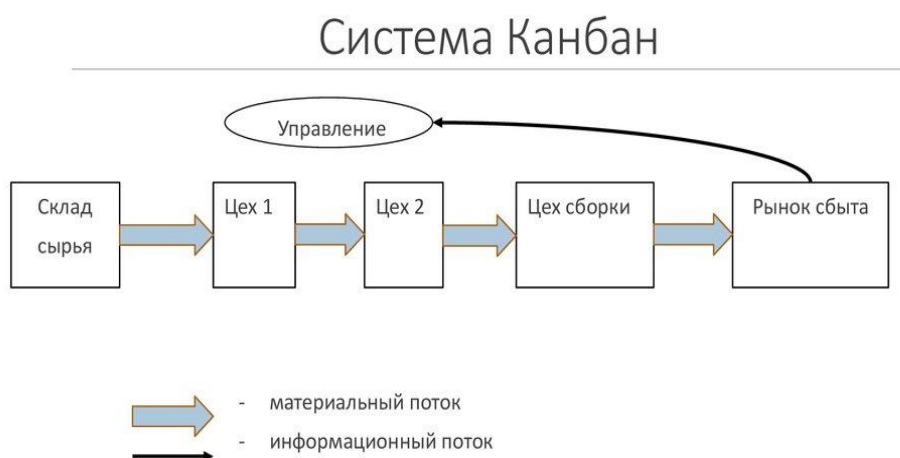 Система Канбан
Управление
Склад
сырья
Цех 1
Цех 2
Цех сборки
Рынок сбыта
- материальный поток
- информационный поток